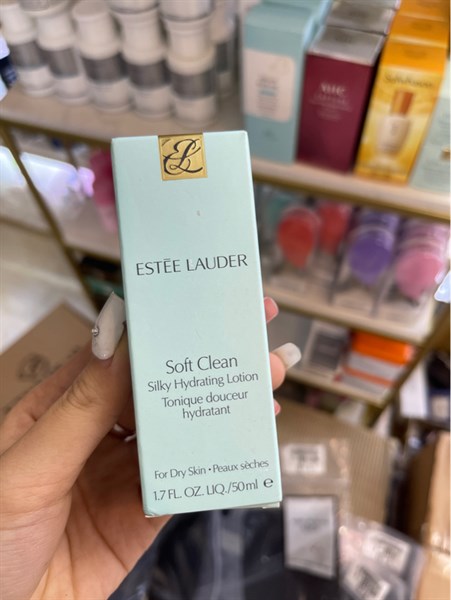 EL
ESTĒE LAUDER
Soft Clean
Silky Hydrating Lotion
Tonique douceur
hydratant
For Dry Skin • Peaux sèches
1.7 FL. OZ. LIQ./50 ml e
AHC